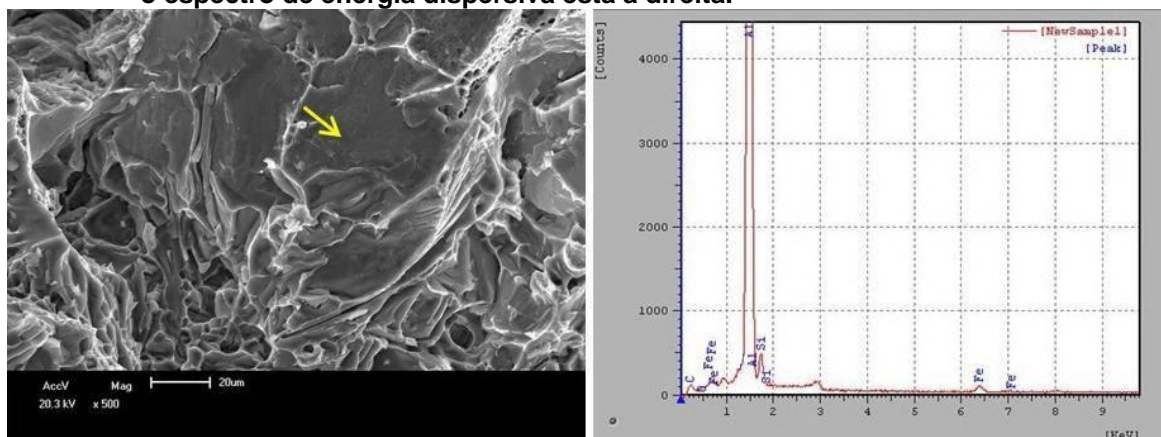 e espectro de energia dispersiva está à direita.
AccV Mag 20um
20.3 kV x 500
[Counts]
[NewSample1]
[Peak]
4000
3000
2000
1000
0
1 2 3 4 5 6 7 8 9
[KeV]
Al
Al
Si
Si
C
Fe
Fe
Fe
Fe
Fe